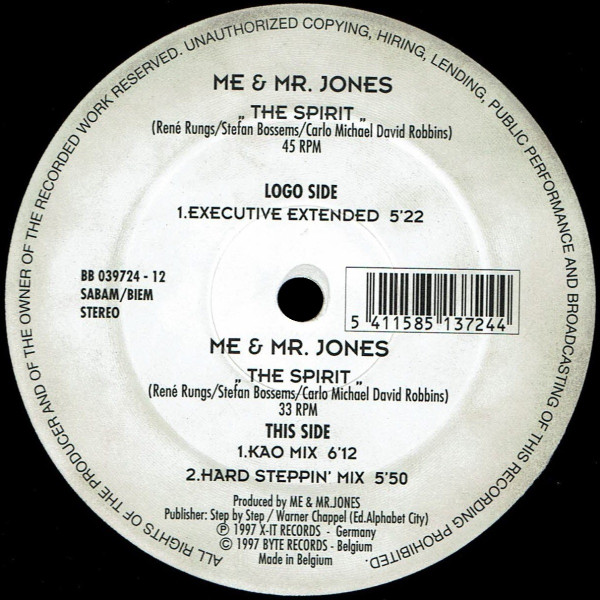 ALL RIGHTS OF THE PRODUCER AND OF THE OWNER OF THE RECORDED WORK RESERVED. UNAUTHORIZED COPYING, HIRING, LENDING, PUBLIC PERFORMANCE AND BROADCASTING OF THIS RECORDING PROHIBITED.
ME & MR. JONES
„ THE SPIRIT „
(René Rungs/Stefan Bossems/Carlo Michael David Robbins)
45 RPM
LOGO SIDE
1.EXECUTIVE EXTENDED 5'22
BB 039724 - 12
SABAM/BIEM
STEREO
5 411585 137244
ME & MR. JONES
„ THE SPIRIT „
(René Rungs/Stefan Bossems/Carlo Michael David Robbins)
33 RPM
THIS SIDE
1.KAO MIX 6'12
2.HARD STEPPIN' MIX 5'50
Produced by ME & MR.JONES
Publisher: Step by Step / Warner Chappel (Ed.Alphabet City)
℗ 1997 X-IT RECORDS - Germany
© 1997 BYTE RECORDS - Belgium
Made in Belgium